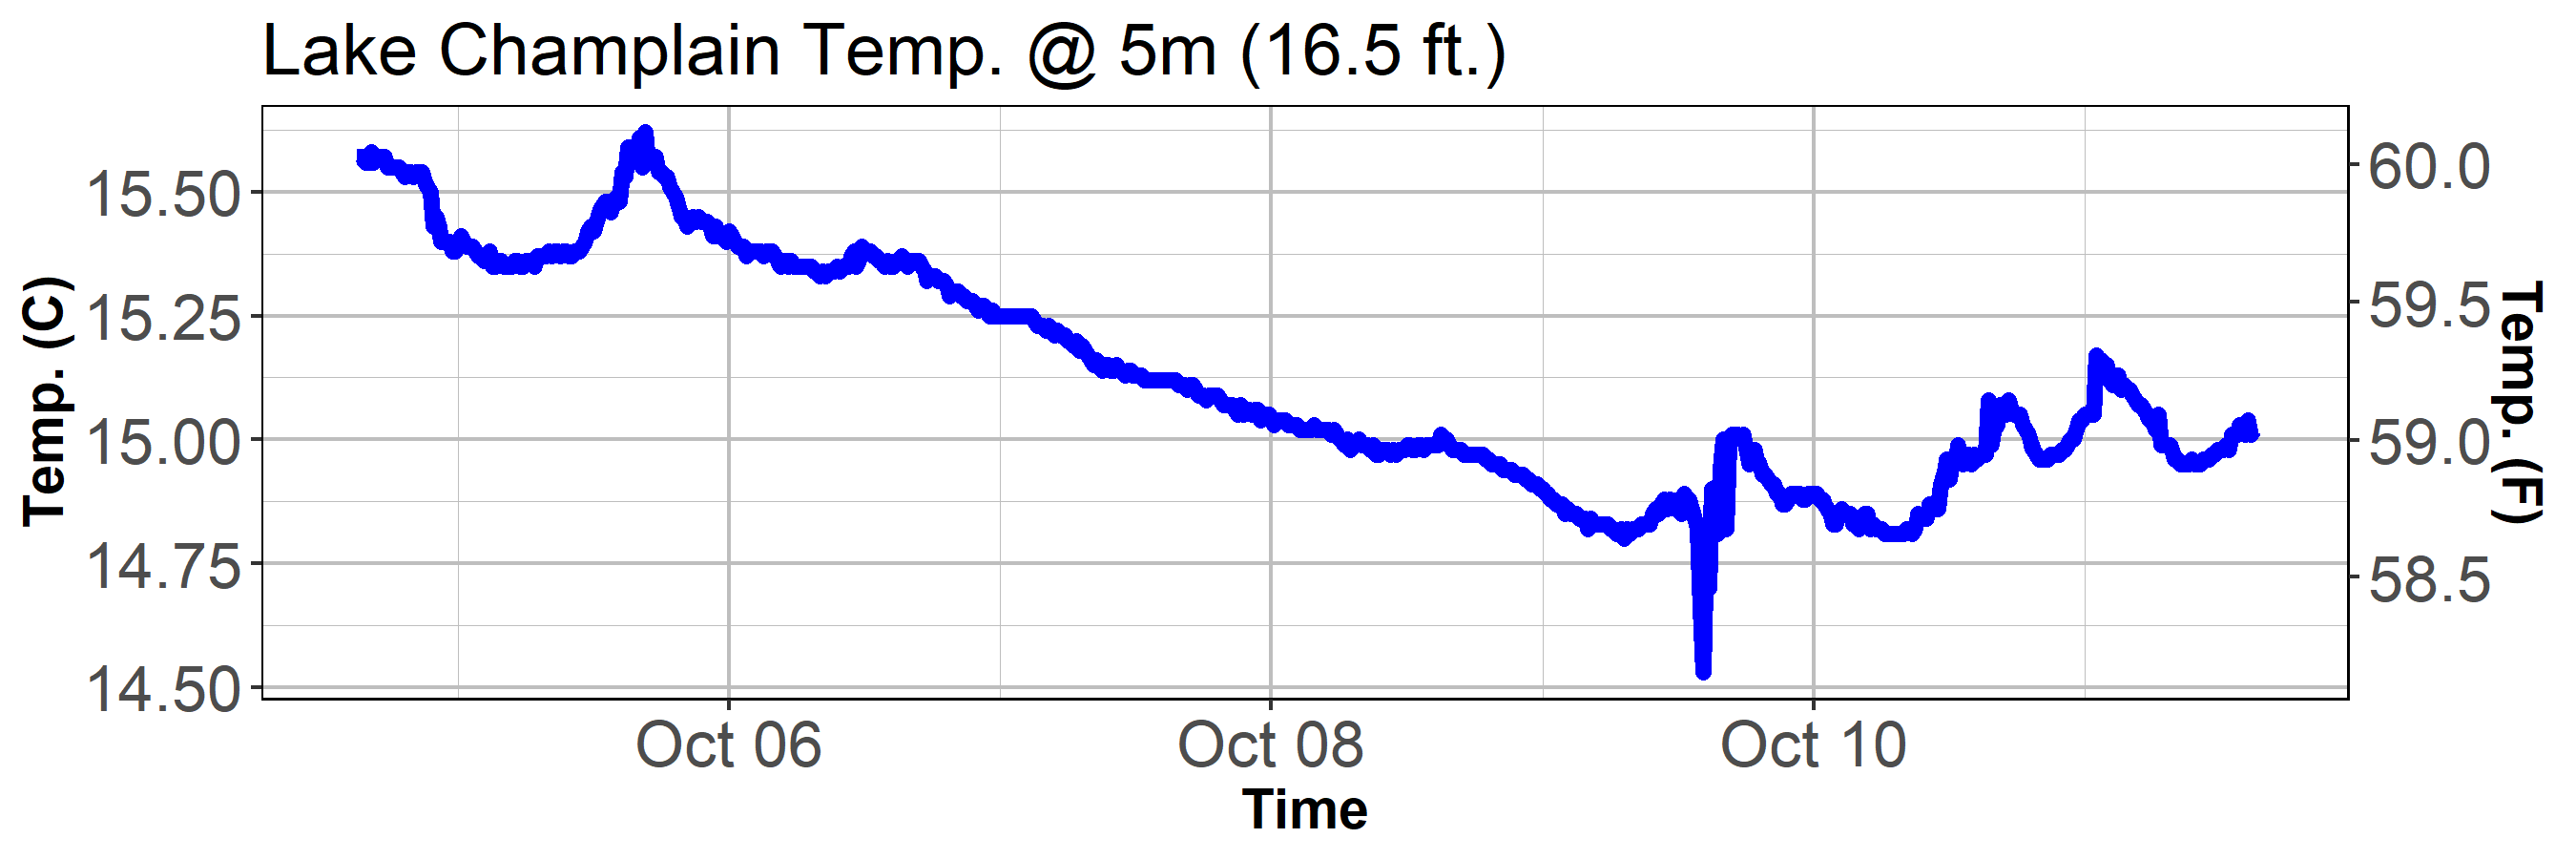 Lake Champlain Temp. @ 5m (16.5 ft.)
Temp. (C)
15.50
15.25
15.00
14.75
14.50
60.0
59.5
59.0
58.5
Temp. (F)
Oct 06 Oct 08 Oct 10
Time